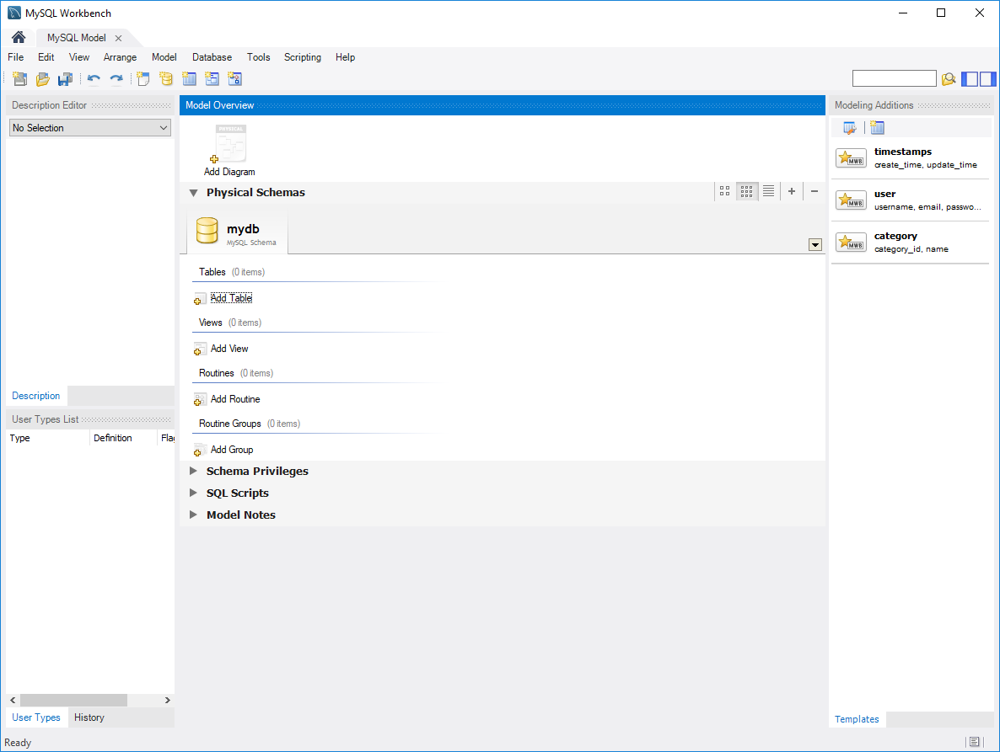 MySQL Workbench
MySQL Model
File Edit View Arrange Model Database Tools Scripting Help
Description Editor
No Selection
Description
User Types List
Type Definition Flag
User Types History
Model Overview
PHYSICAL
Add Diagram
Physical Schemas
mydb
MySQL Schema
Tables (0 items)
Add Table
Views (0 items)
Add View
Routines (0 items)
Add Routine
Routine Groups (0 items)
Add Group
Schema Privileges
SQL Scripts
Model Notes
Modeling Additions
MWB
timestamps
create_time, update_time
MWB
user
username, email, passwo...
MWB
category
category_id, name
Templates
Ready